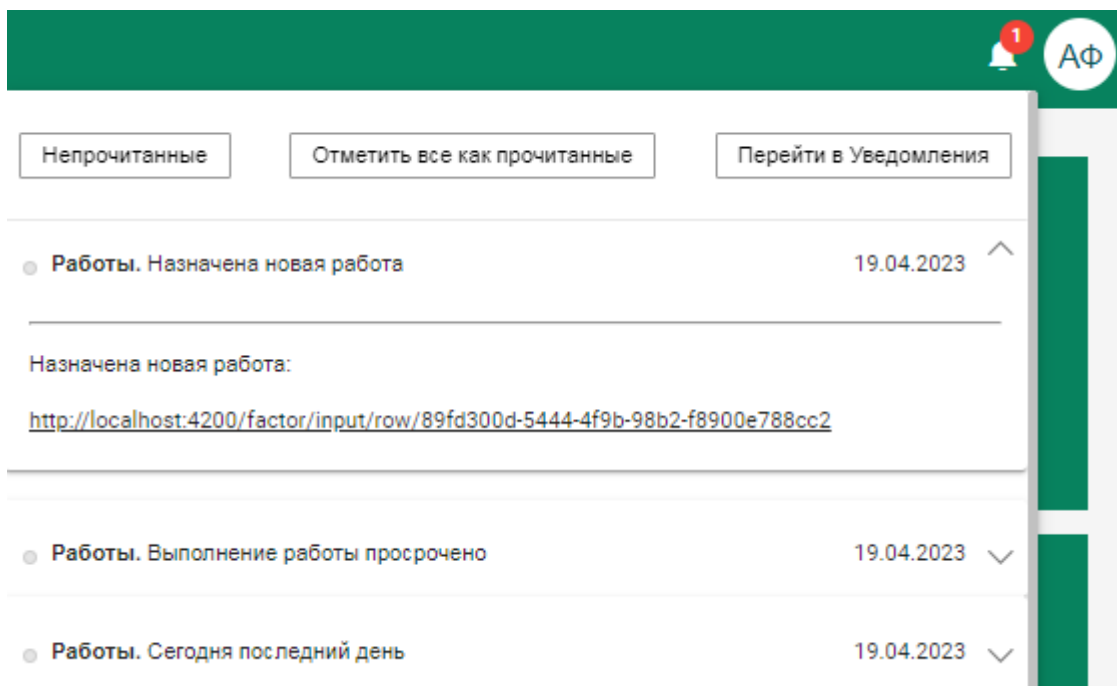 1
АФ
Непрочитанные Отметить все как прочитанные Перейти в Уведомления
Работы. Назначена новая работа 19.04.2023
Назначена новая работа:
http://localhost:4200/factor/input/row/89fd300d-5444-4f9b-98b2-f8900e788cc2
Работы. Выполнение работы просрочено 19.04.2023
Работы. Сегодня последний день 19.04.2023